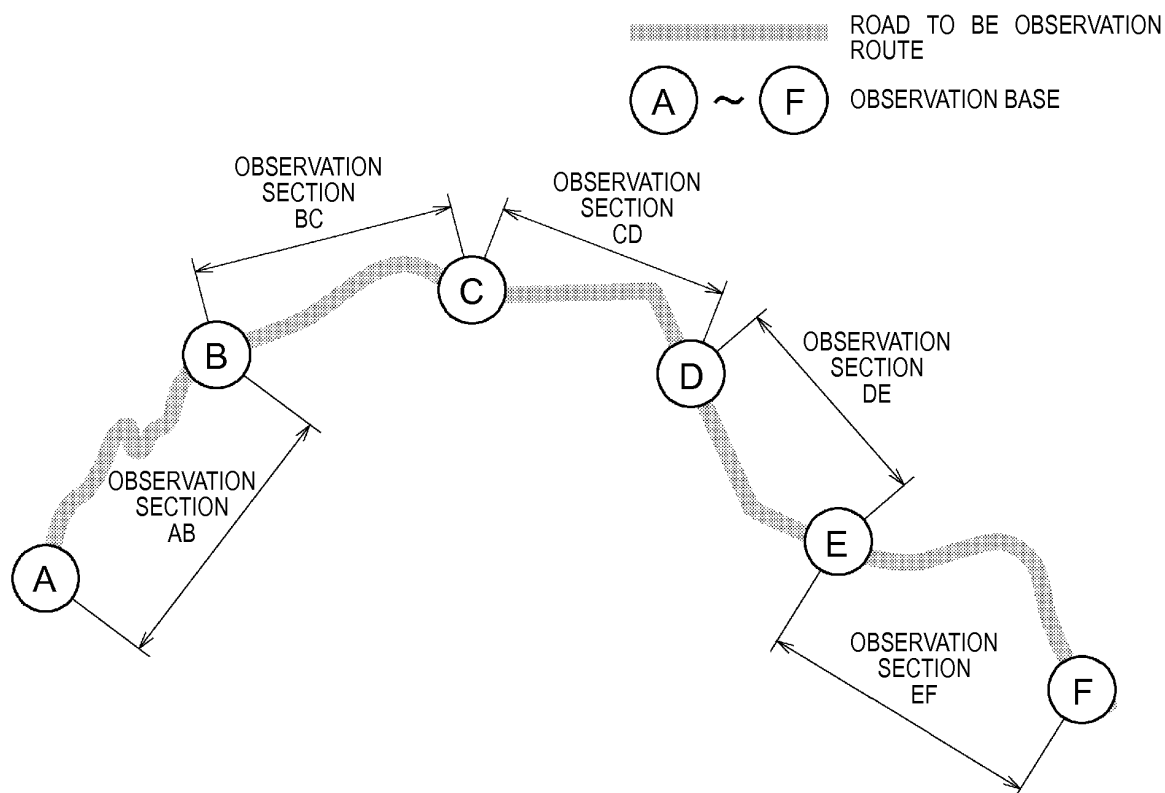 ROAD TO BE OBSERVATION
ROUTE
A ~ F OBSERVATION BASE
OBSERVATION
SECTION
BC
OBSERVATION
SECTION
CD
C
B
D
OBSERVATION
SECTION
DE
OBSERVATION
SECTION
AB
A
E
OBSERVATION
SECTION
EF
F